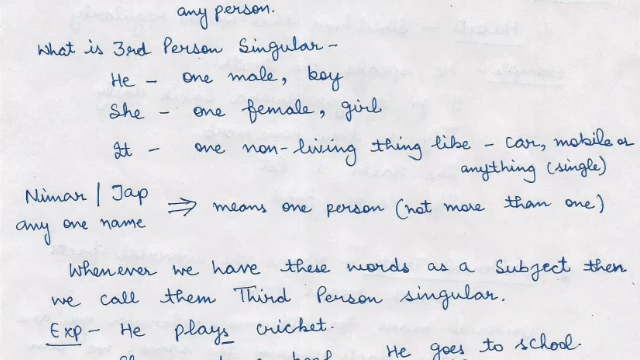 any person.
What is 3rd Person Singular -
He - one male, boy
She - one female, girl
It - one non-living thing like - car, mobile or
anything (single)
Nimar | Jap
any one name ⇒ means one person (not more than one)
Whenever we have these words as a Subject then
we call them Third Person singular.
Exp - He plays cricket.
He goes to school.